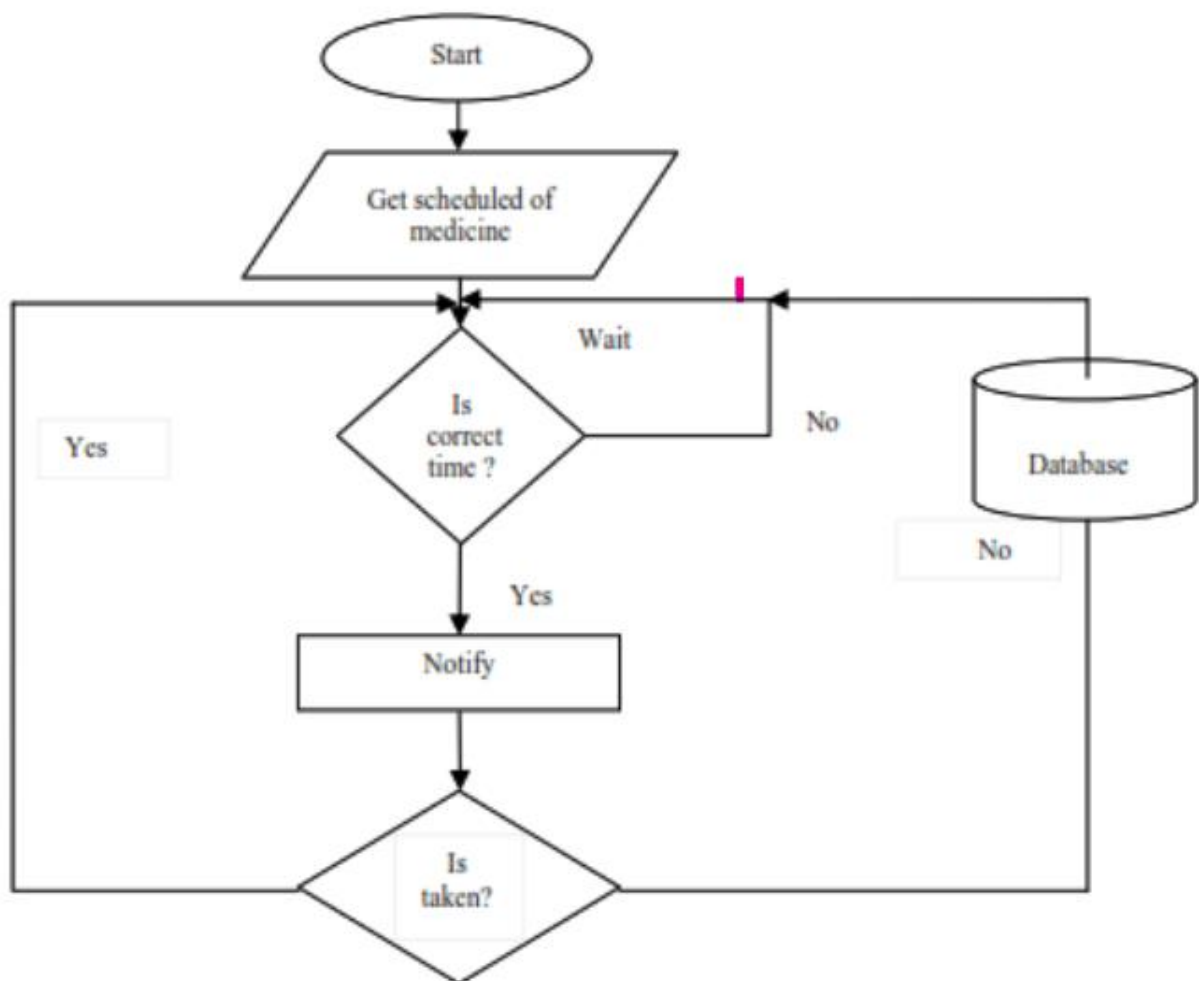 Start
Get scheduled of
medicine
Wait
Is
correct
time ?
No
Yes
Database
No
Yes
Notify
Is
taken?